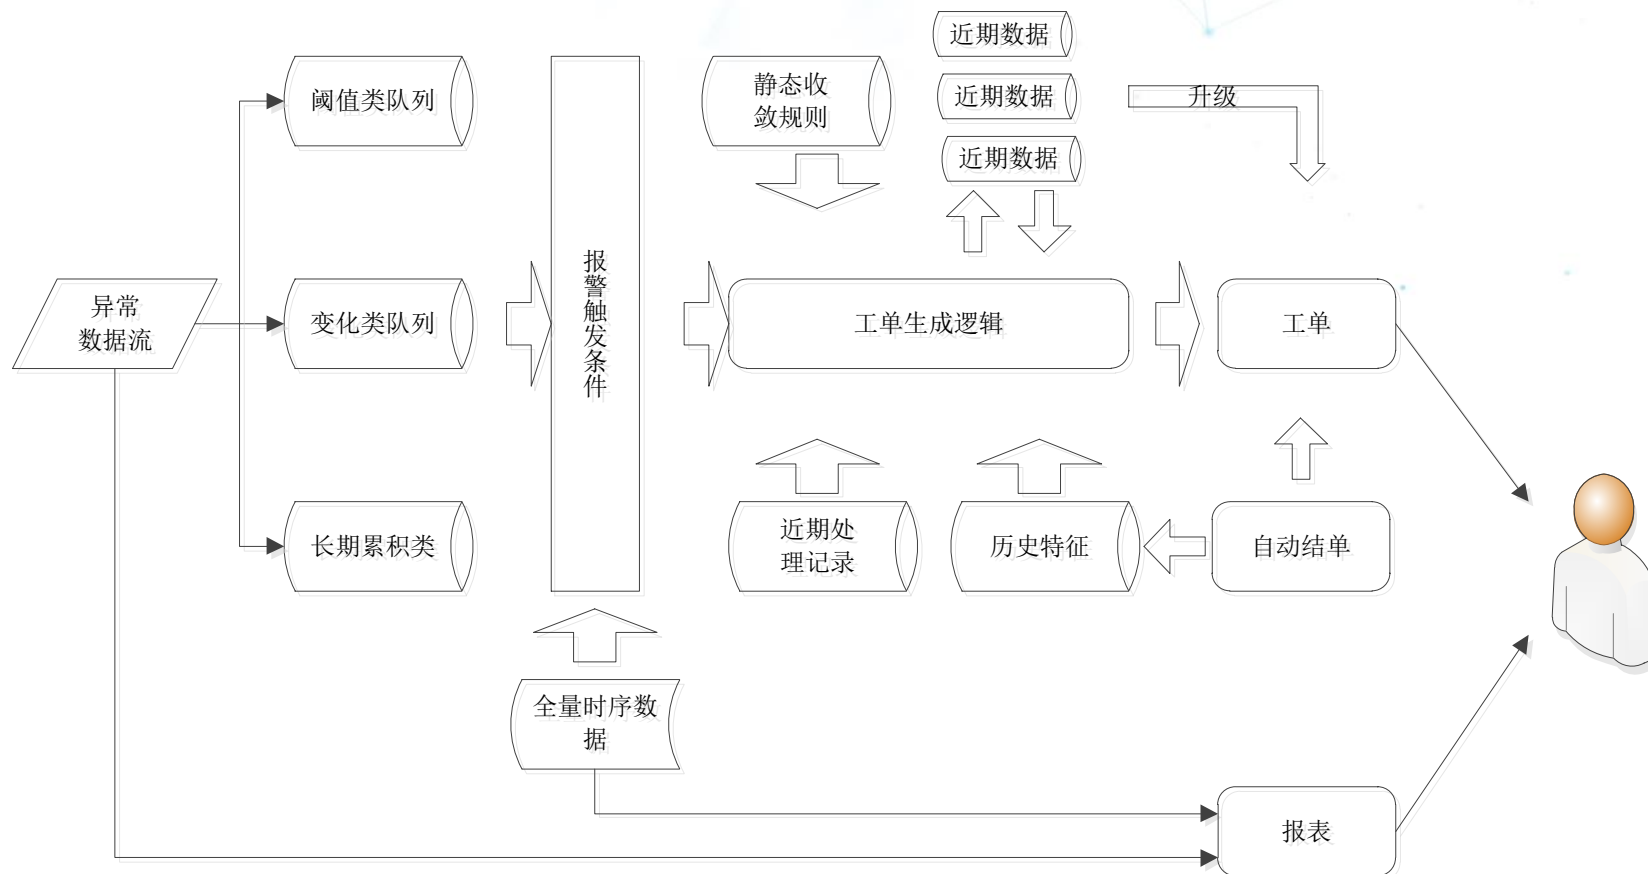 近期数据
近期数据
近期数据
阈值类队列
静态收
敛规则
升级
报警触发条件
异常
数据流
变化类队列
工单生成逻辑
工单
长期累积类
近期处
理记录
历史特征
自动结单
全量时序数
据
报表